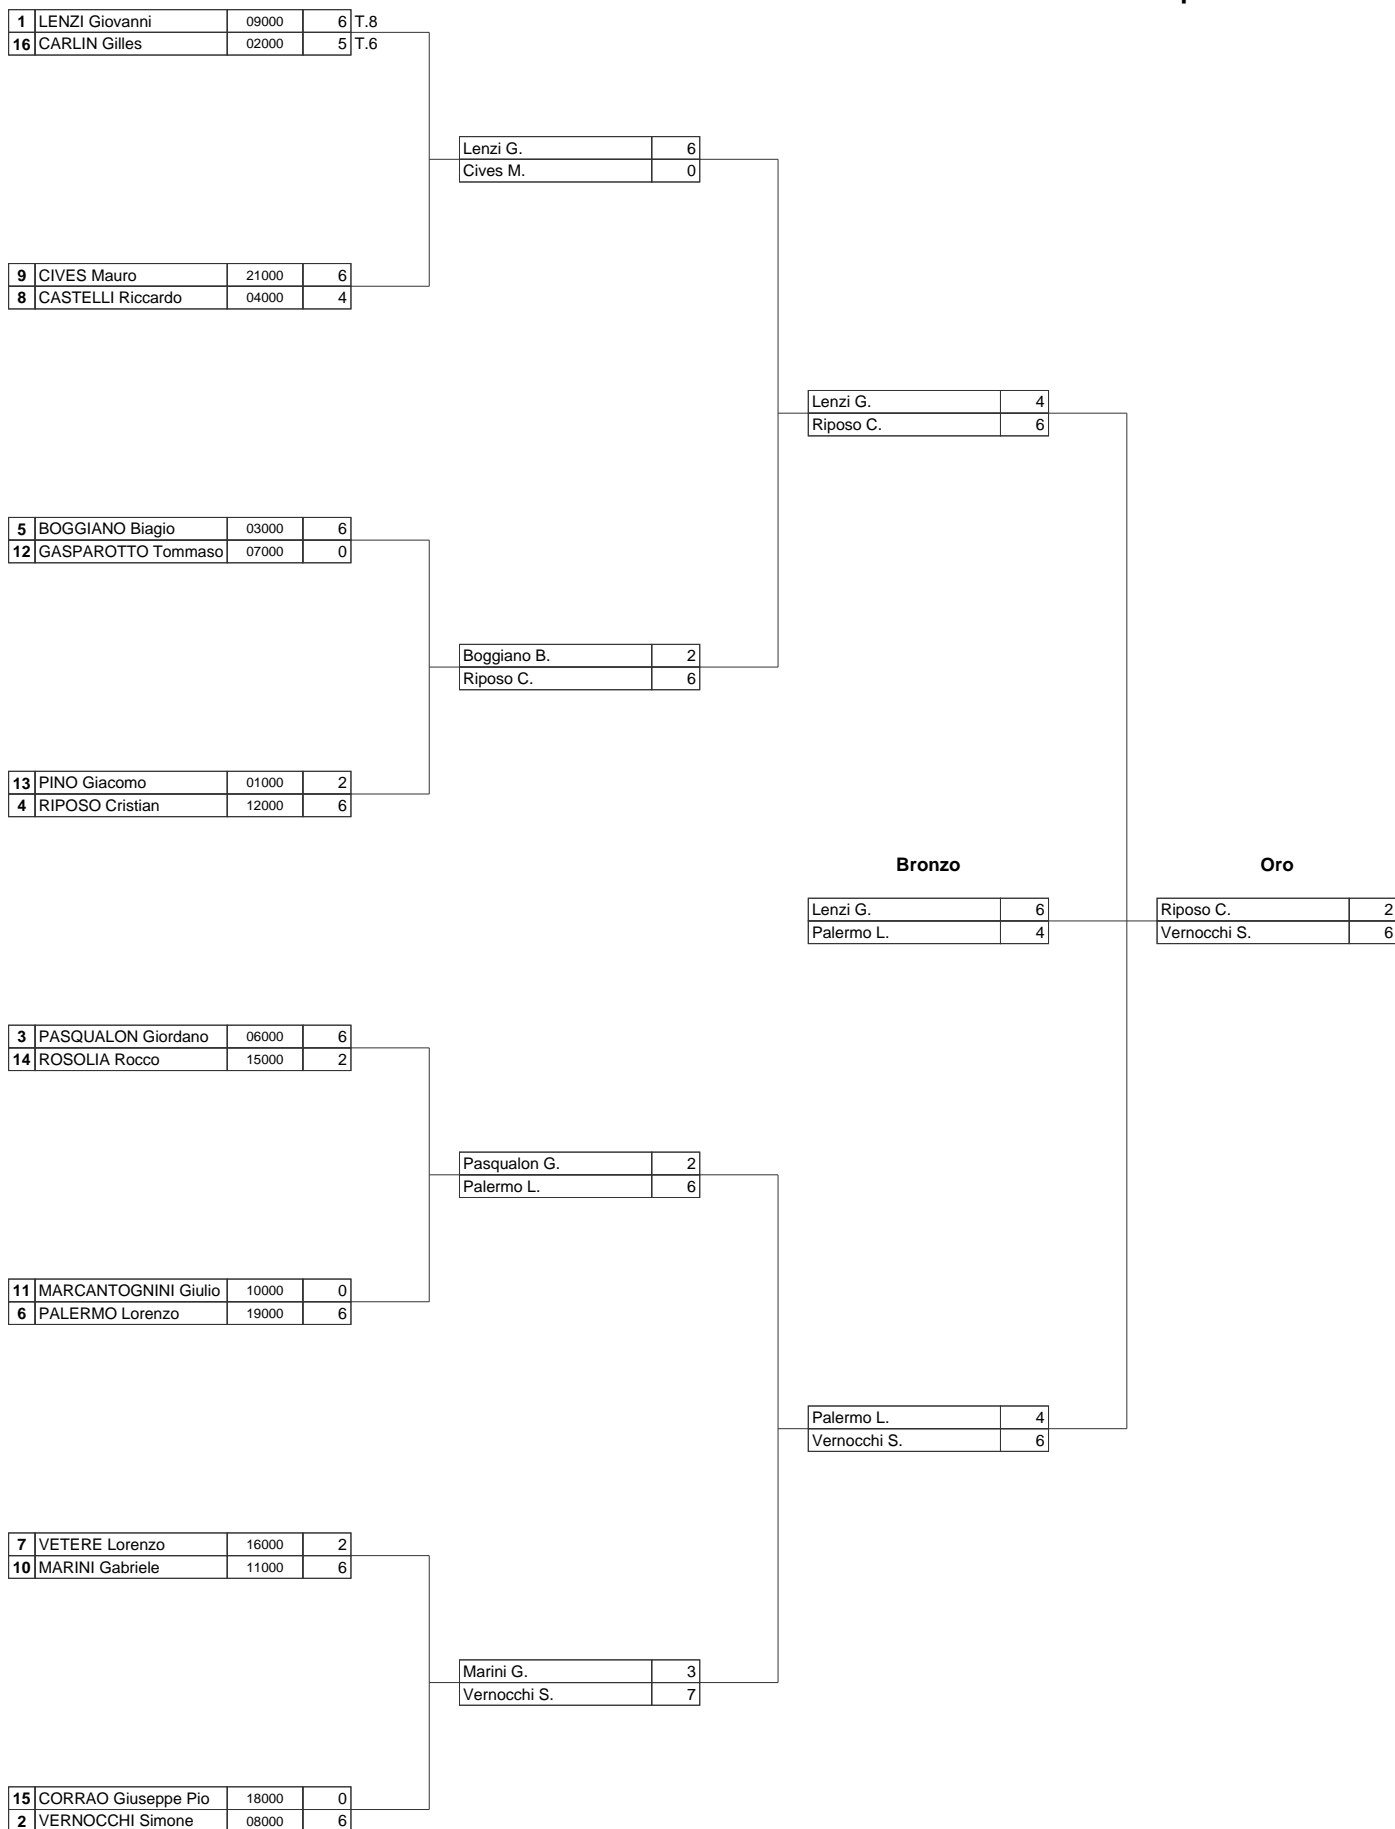 1 LENZI Giovanni 09000 6 T.8
16 CARLIN Gilles 02000 5 T.6
Lenzi G. 6
Cives M. 0
9 CIVES Mauro 21000 6
8 CASTELLI Riccardo 04000 4
Lenzi G. 4
Riposo C. 6
5 BOGGIANO Biagio 03000 6
12 GASPAROTTO Tommaso 07000 0
Boggiano B. 2
Riposo C. 6
13 PINO Giacomo 01000 2
4 RIPOSO Cristian 12000 6
Bronzo Oro
Lenzi G. 6 Riposo C. 2
Palermo L. 4 Vernocchi S. 6
3 PASQUALON Giordano 06000 6
14 ROSOLIA Rocco 15000 2
Pasqualon G. 2
Palermo L. 6
11 MARCANTOGNINI Giulio 10000 0
6 PALERMO Lorenzo 19000 6
Palermo L. 4
Vernocchi S. 6
7 VETERE Lorenzo 16000 2
10 MARINI Gabriele 11000 6
Marini G. 3
Vernocchi S. 7
15 CORRAO Giuseppe Pio 18000 0
2 VERNOCCHI Simone 08000 6